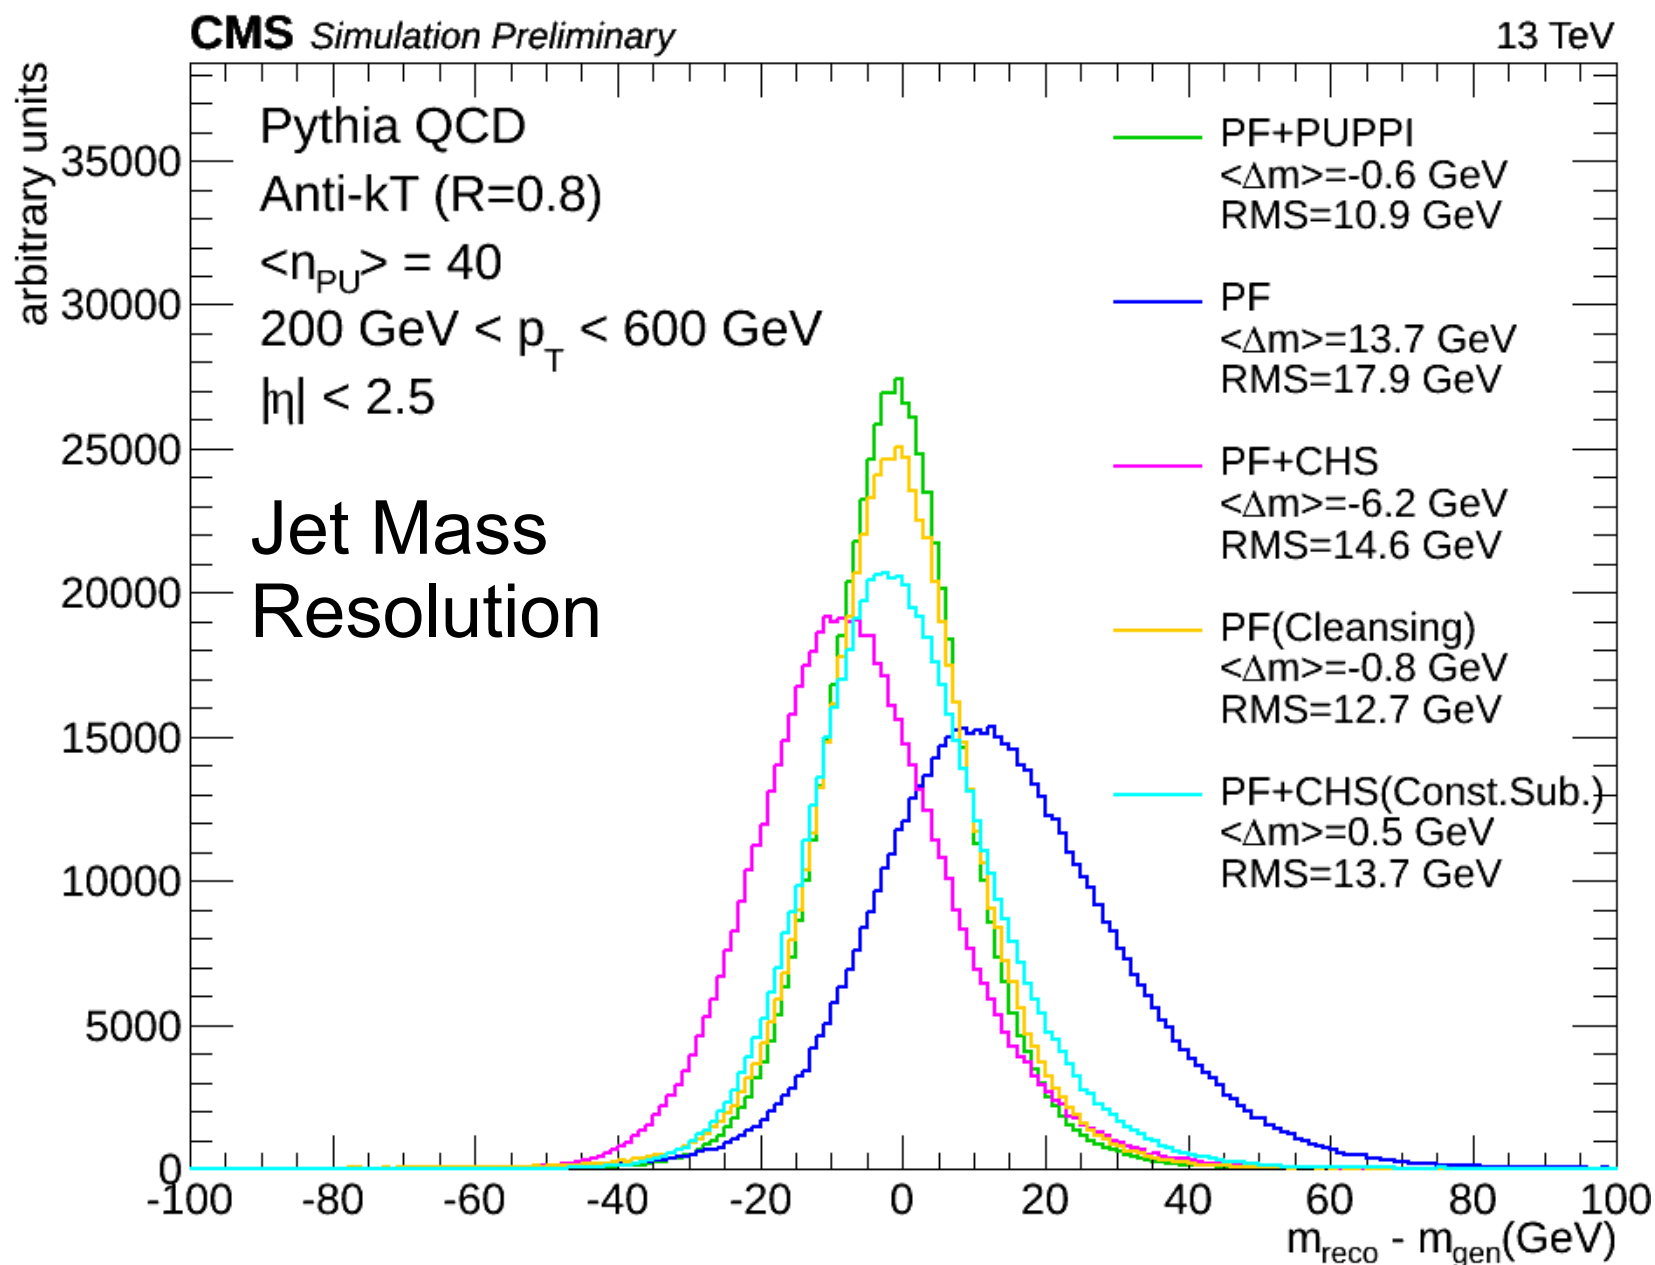 CMS Simulation Preliminary
13 TeV
arbitrary units
Pythia QCD
Anti-kT (R=0.8)
<nPU> = 40
200 GeV < pT < 600 GeV
|η| < 2.5
Jet Mass
Resolution
PF+PUPPI
<Δm>=-0.6 GeV
RMS=10.9 GeV
PF
<Δm>=13.7 GeV
RMS=17.9 GeV
PF+CHS
<Δm>=-6.2 GeV
RMS=14.6 GeV
PF(Cleansing)
<Δm>=-0.8 GeV
RMS=12.7 GeV
PF+CHS(Const.Sub.)
<Δm>=0.5 GeV
RMS=13.7 GeV
35000
30000
25000
20000
15000
10000
5000
0
-100 -80 -60 -40 -20 0 20 40 60 80 100
mreco - mgen(GeV)